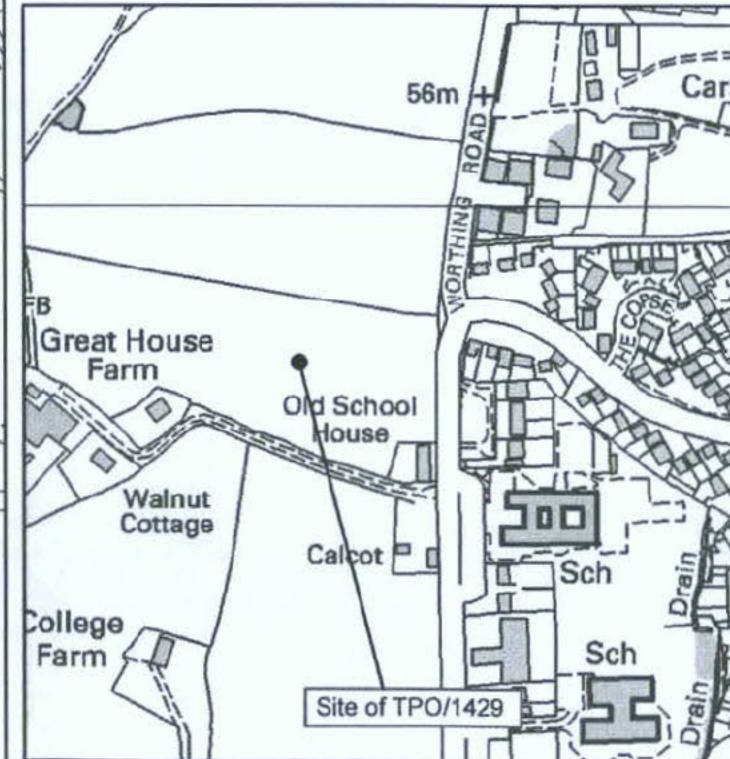 56m
Car
WORTHING ROAD
FB
Great House
Farm
THE COPSE
Old School
House
Walnut
Cottage
Calcot
Sch
Drain
College
Farm
Sch
Site of TPO/1429
Drain